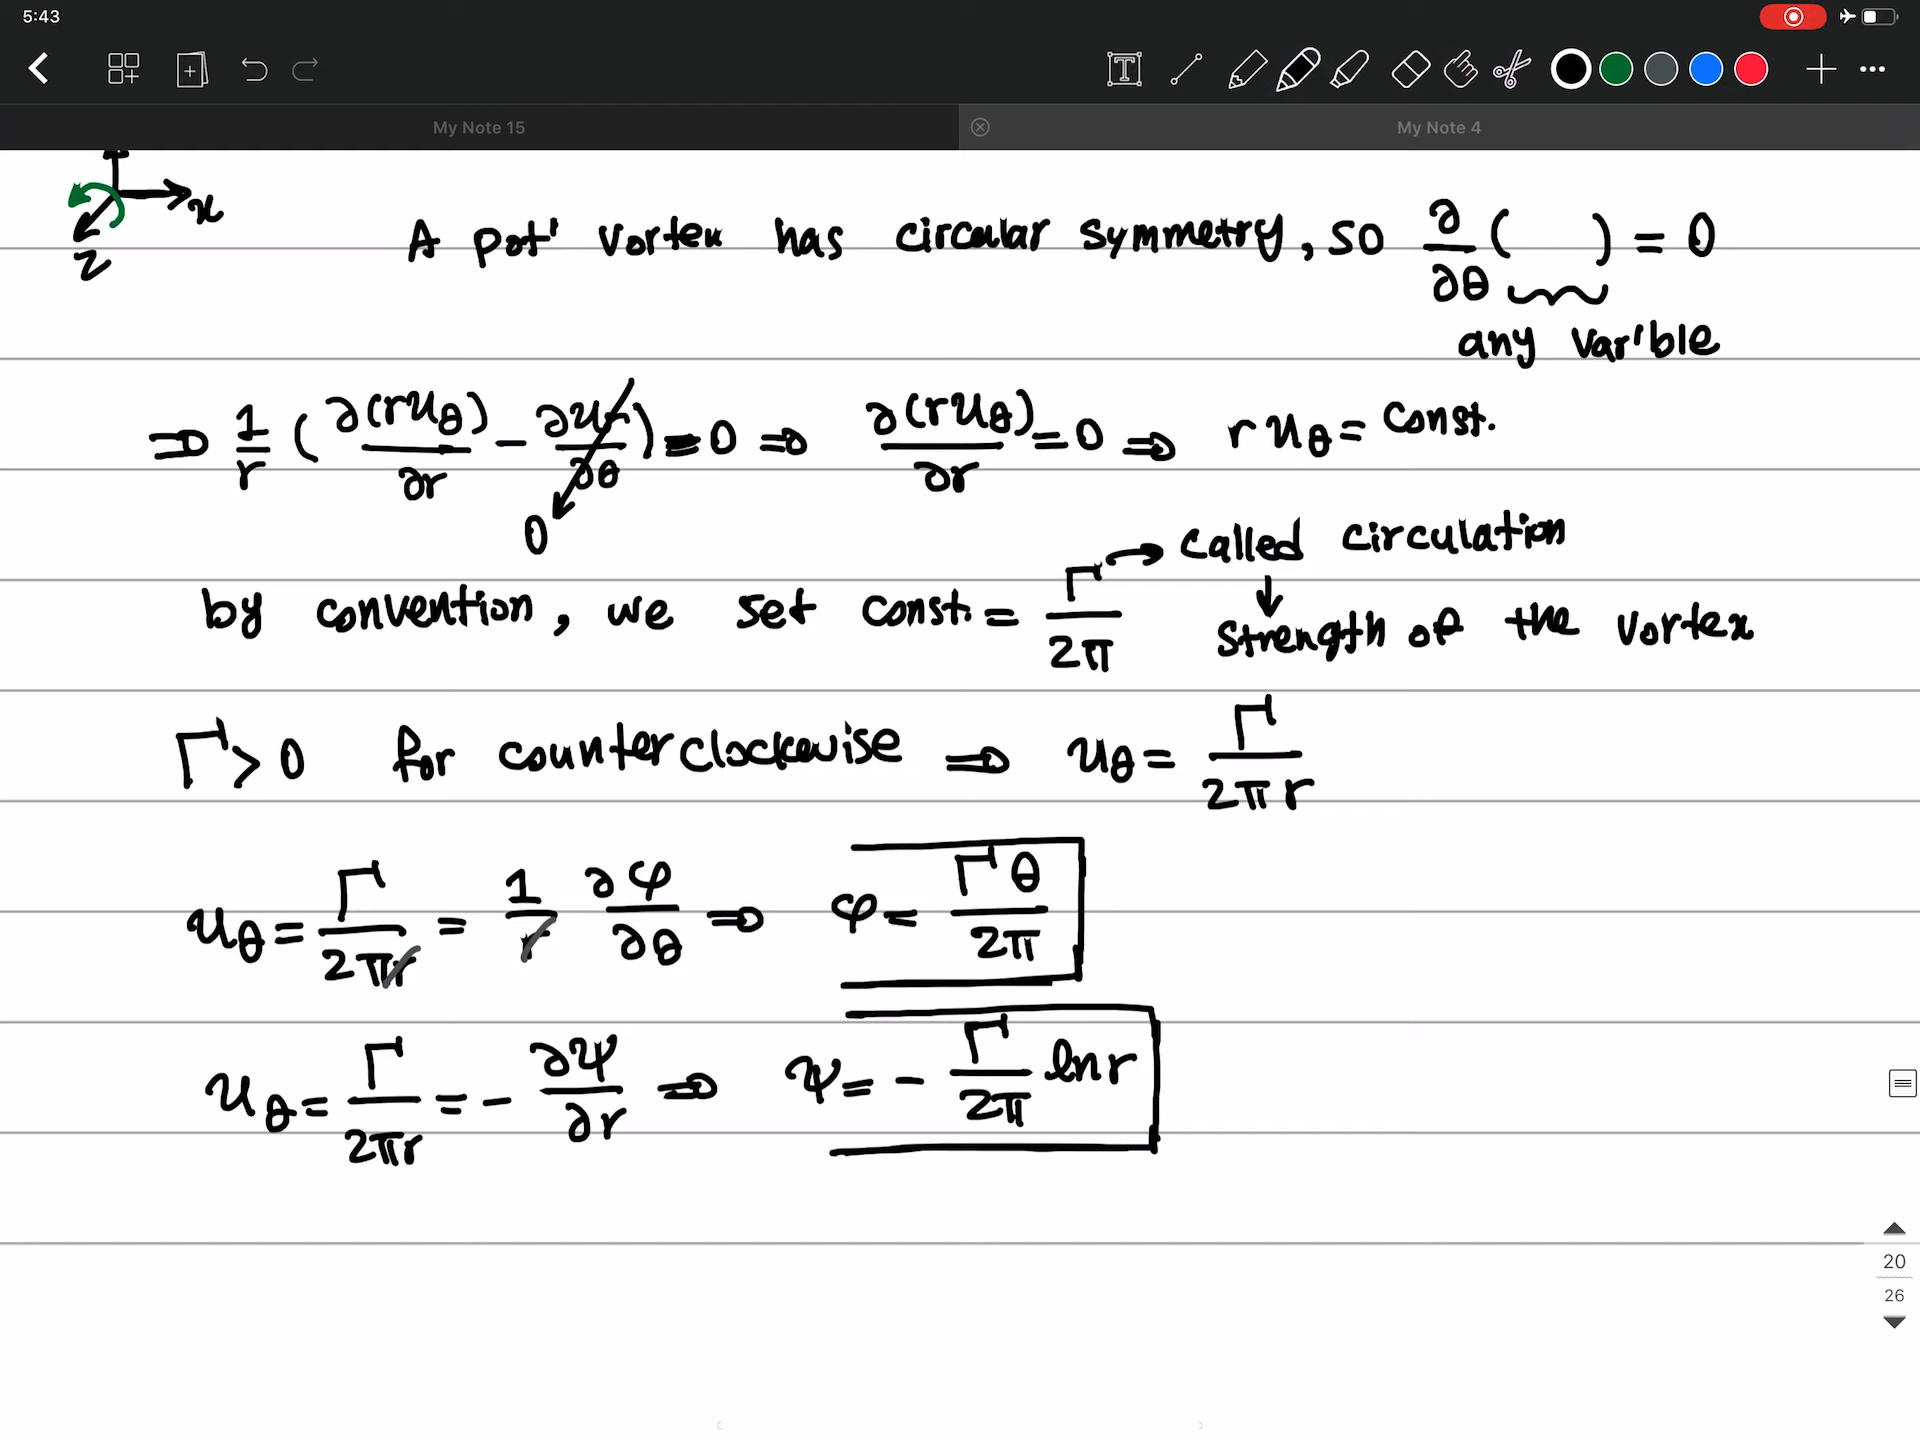 5:43
My Note 15
My Note 4
x
z
A pot' vortex has circular symmetry, so ∂/∂θ ( ) = 0
any var'ble
⇒ 1/r ( ∂(ru_θ)/∂r − ∂u_r/∂θ ) = 0 ⇒ ∂(ru_θ)/∂r = 0 ⇒ r u_θ = const.
0
called circulation
by convention, we set const. = Γ/2π
strength of the vortex
Γ > 0 for counterclockwise ⇒ u_θ = Γ/2πr
u_θ = Γ/2πr = 1/r ∂φ/∂θ ⇒ φ = Γθ/2π
u_θ = Γ/2πr = − ∂ψ/∂r ⇒ ψ = − Γ/2π ln r
20
26